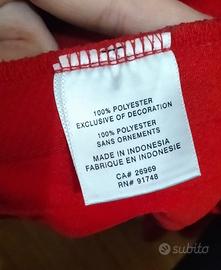 100% POLYESTER
EXCLUSIVE OF DECORATION
100% POLYESTER
SANS ORNEMENTS
MADE IN INDONESIA
FABRIQUE EN INDONESIE
CA# 26969
RN# 91748
subito